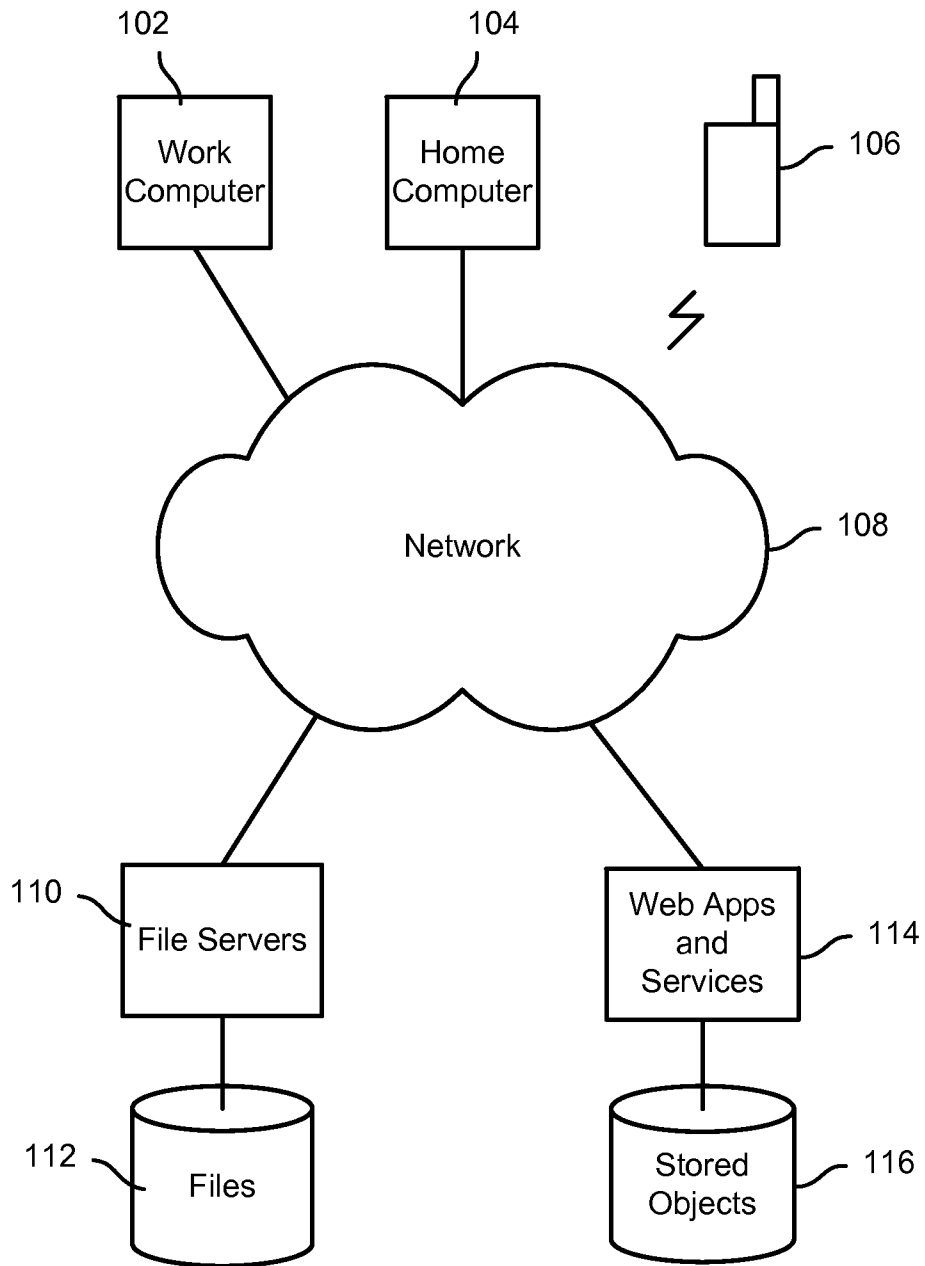 102
104
Work
Computer
Home
Computer
106
Network
108
110
File Servers
Web Apps
and
Services
114
112
Files
Stored
Objects
116